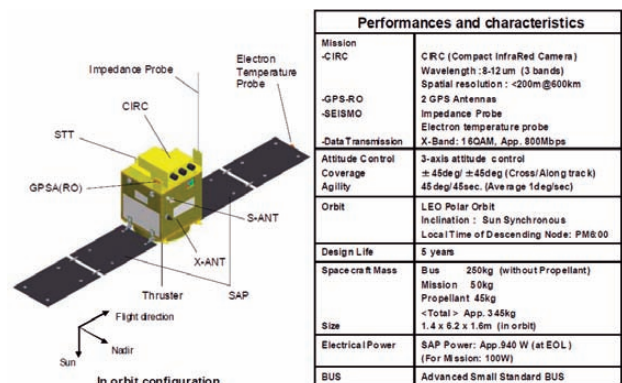 Impedance Probe
Electron
Temperature
Probe
CIRC
STT
GPSA(RO)
S-ANT
X-ANT
Thruster
SAP
Flight direction
Nadir
Sun
In orbit configuration
Performances and characteristics
Mission
-CIRC CIRC (Compact InfraRed Camera)
Wavelength :8-12um (3 bands)
Spatial resolution : <200m@600km
-GPS-RO 2 GPS Antennas
-SEISMO Impedance Probe
Electron temperature probe
-Data Transmission X-Band: 16QAM, App. 800Mbps
Attitude Control 3-axis attitude control
Coverage ±45deg/ ±45deg (Cross/Along track)
Agility 45deg/45sec. (Average 1deg/sec)
Orbit LEO Polar Orbit
Inclination : Sun Synchronous
Local Time of Descending Node: PM6:00
Design Life 5 years
Spacecraft Mass Bus 250kg (without Propellant)
Mission 50kg
Propellant 45kg
<Total> App. 345kg
Size 1.4 x 6.2 x 1.6m (in orbit)
Electrical Power SAP Power: App.940 W (at EOL)
(For Mission: 100W)
BUS Advanced Small Standard BUS